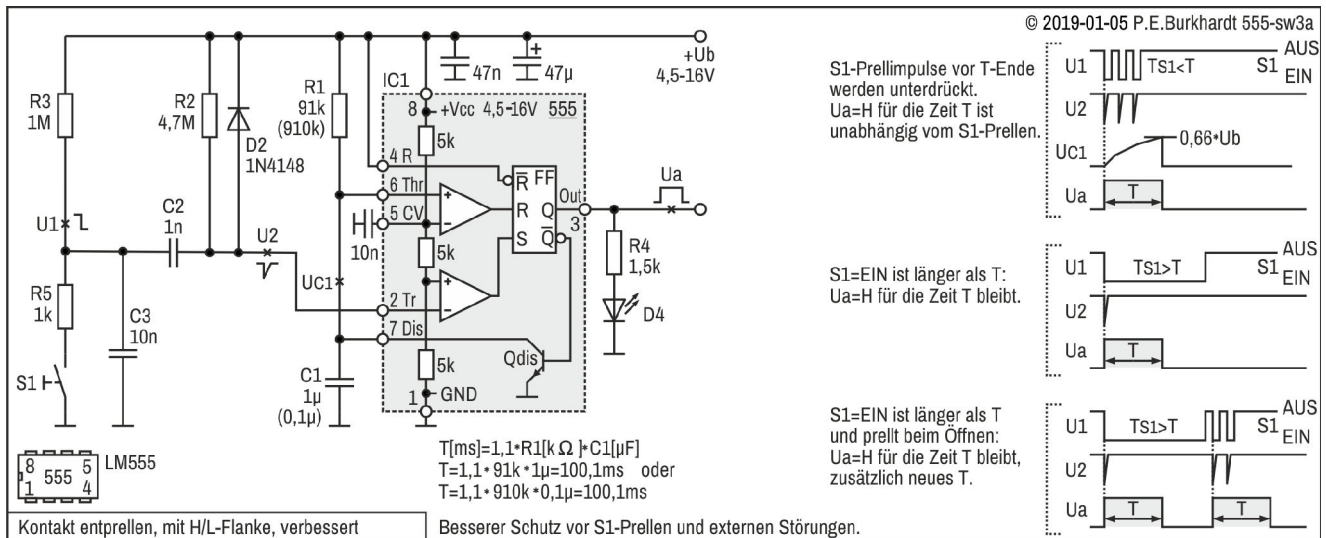 © 2019-01-05 P.E.Burkhardt 555-sw3a
+Ub
4,5-16V
47n
47µ
+
IC1
R3
1M
R2
4,7M
D2
1N4148
R1
91k
(910k)
8
+Vcc 4,5-16V 555
5k
4 R
6 Thr
5 CV
10n
+
−
R FF
R Q
S Q
Out
3
Ua
U1
C2
1n
U2
UC1
5k
+
−
2 Tr
7 Dis
R4
1,5k
D4
R5
1k
C3
10n
S1
C1
1µ
(0,1µ)
Qdis
5k
1
GND
8 5
555
1 4
LM555
T[ms]=1,1*R1[kΩ]*C1[µF]
T=1,1*91k*1µ=100,1ms oder
T=1,1*910k*0,1µ=100,1ms
Kontakt entprellen, mit H/L-Flanke, verbessert
Besserer Schutz vor S1-Prellen und externen Störungen.
S1-Prellimpulse vor T-Ende
werden unterdrückt.
Ua=H für die Zeit T ist
unabhängig vom S1-Prellen.
U1
TS1<T
S1
AUS
EIN
U2
UC1
0,66*Ub
Ua
T
S1=EIN ist länger als T:
Ua=H für die Zeit T bleibt.
U1
TS1>T
S1
AUS
EIN
U2
Ua
T
S1=EIN ist länger als T
und prellt beim Öffnen:
Ua=H für die Zeit T bleibt,
zusätzlich neues T.
U1
TS1>T
S1
AUS
EIN
U2
Ua
T
T